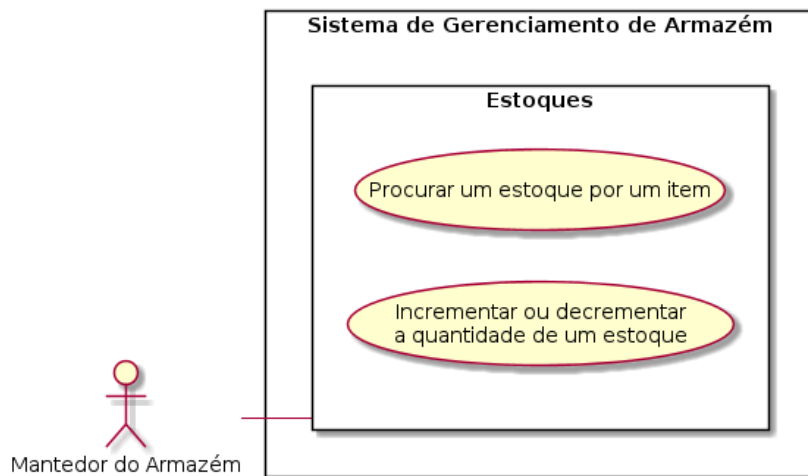 Sistema de Gerenciamento de Armazém
Estoques
Procurar um estoque por um item
Incrementar ou decrementar
a quantidade de um estoque
Mantedor do Armazém